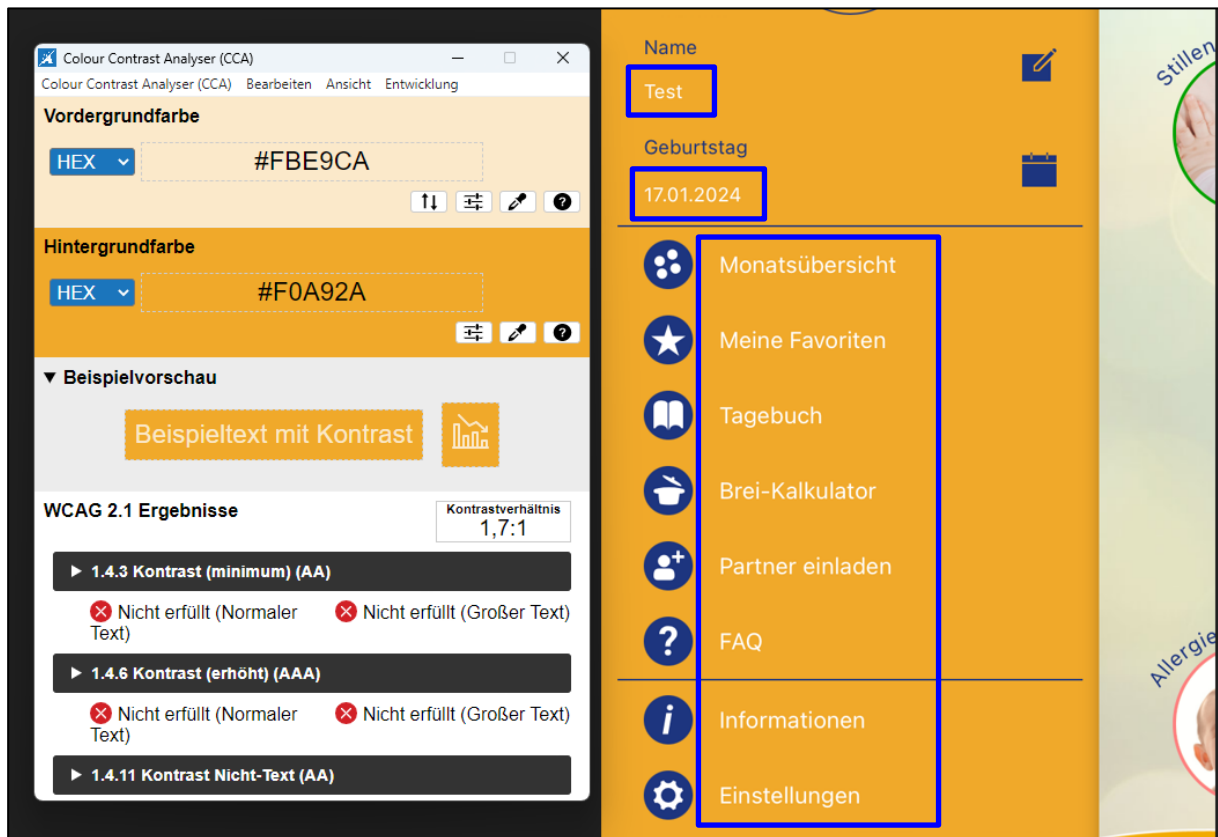 Colour Contrast Analyser (CCA)
Colour Contrast Analyser (CCA) Bearbeiten Ansicht Entwicklung
Vordergrundfarbe
HEX #FBE9CA
Hintergrundfarbe
HEX #F0A92A
▼ Beispielvorschau
Beispieltext mit Kontrast
WCAG 2.1 Ergebnisse
Kontrastverhältnis
1,7:1
▶ 1.4.3 Kontrast (minimum) (AA)
Nicht erfüllt (Normaler
Text)
Nicht erfüllt (Großer Text)
▶ 1.4.6 Kontrast (erhöht) (AAA)
Nicht erfüllt (Normaler
Text)
Nicht erfüllt (Großer Text)
▶ 1.4.11 Kontrast Nicht-Text (AA)
Name
Test
Geburtstag
17.01.2024
Monatsübersicht
Meine Favoriten
Tagebuch
Brei-Kalkulator
Partner einladen
FAQ
Informationen
Einstellungen
Stillen
Allergie